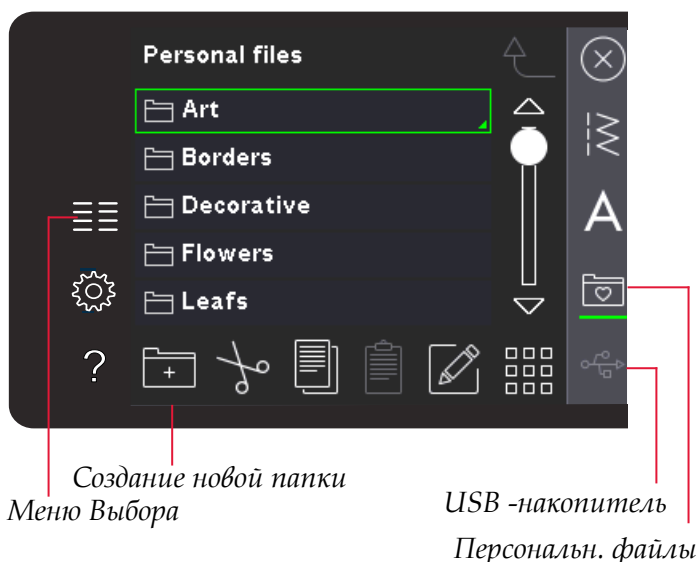 Personal files
Art
Borders
Decorative
Flowers
Leafs
A
?
Создание новой папки
Меню Выбора
USB -накопитель
Персональн. файлы